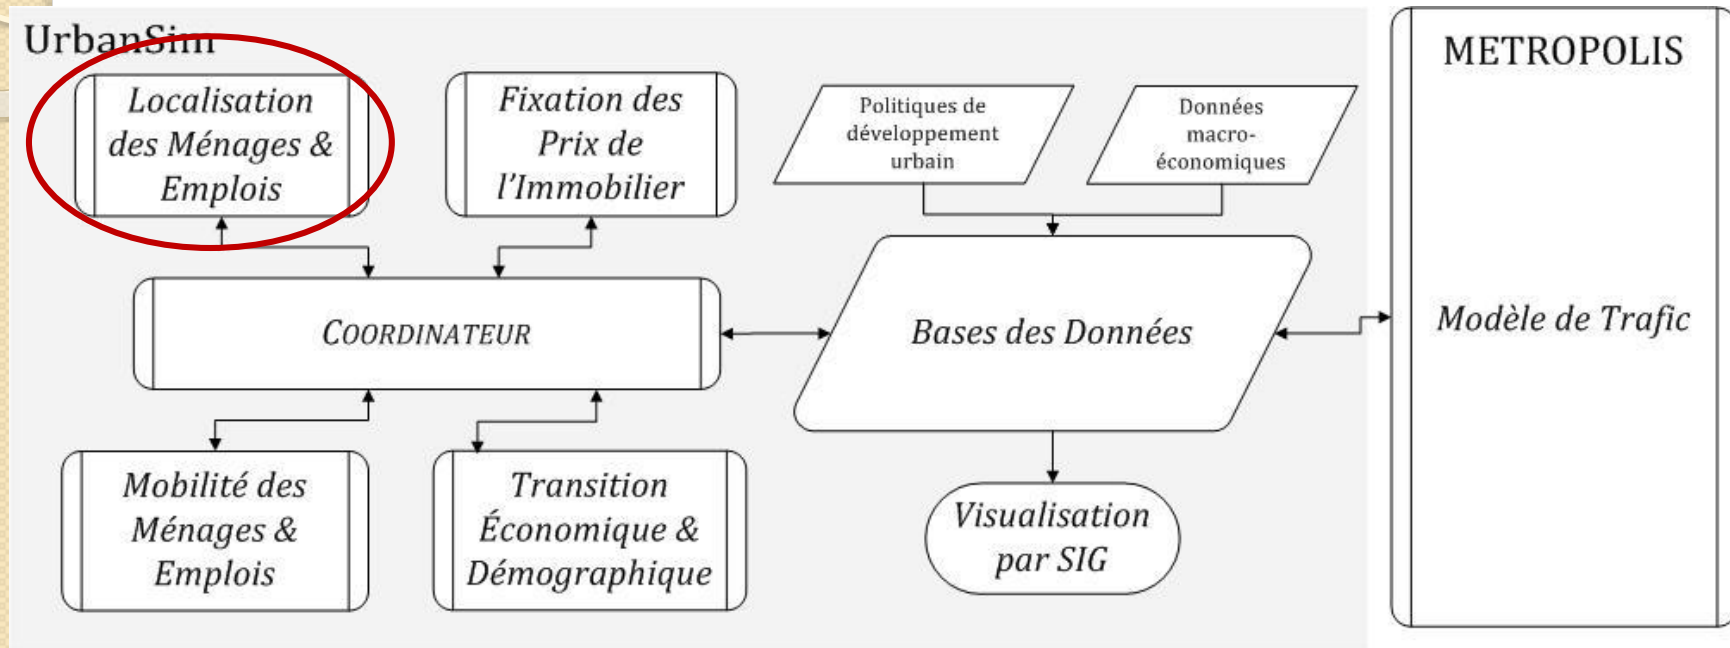 UrbanSim
Localisation
des Ménages &
Emplois
Fixation des
Prix de
l'Immobilier
Politiques de
développement
urbain
Données
macro-
économiques
METROPOLIS
COORDINATEUR
Bases des Données
Modèle de Trafic
Mobilité des
Ménages &
Emplois
Transition
Économique &
Démographique
Visualisation
par SIG